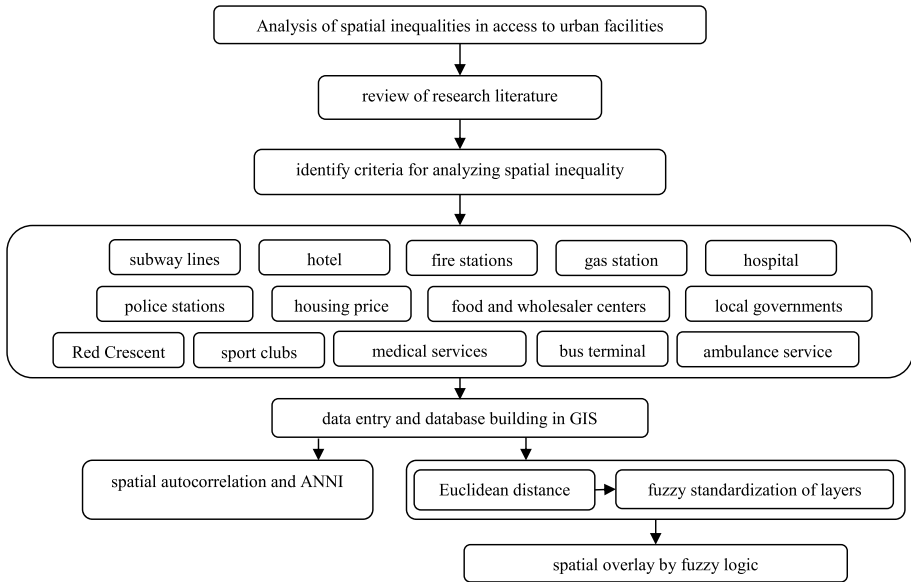 Analysis of spatial inequalities in access to urban facilities
review of research literature
identify criteria for analyzing spatial inequality
subway lines
hotel
fire stations
gas station
hospital
police stations
housing price
food and wholesaler centers
local governments
Red Crescent
sport clubs
medical services
bus terminal
ambulance service
data entry and database building in GIS
spatial autocorrelation and ANNI
Euclidean distance
fuzzy standardization of layers
spatial overlay by fuzzy logic